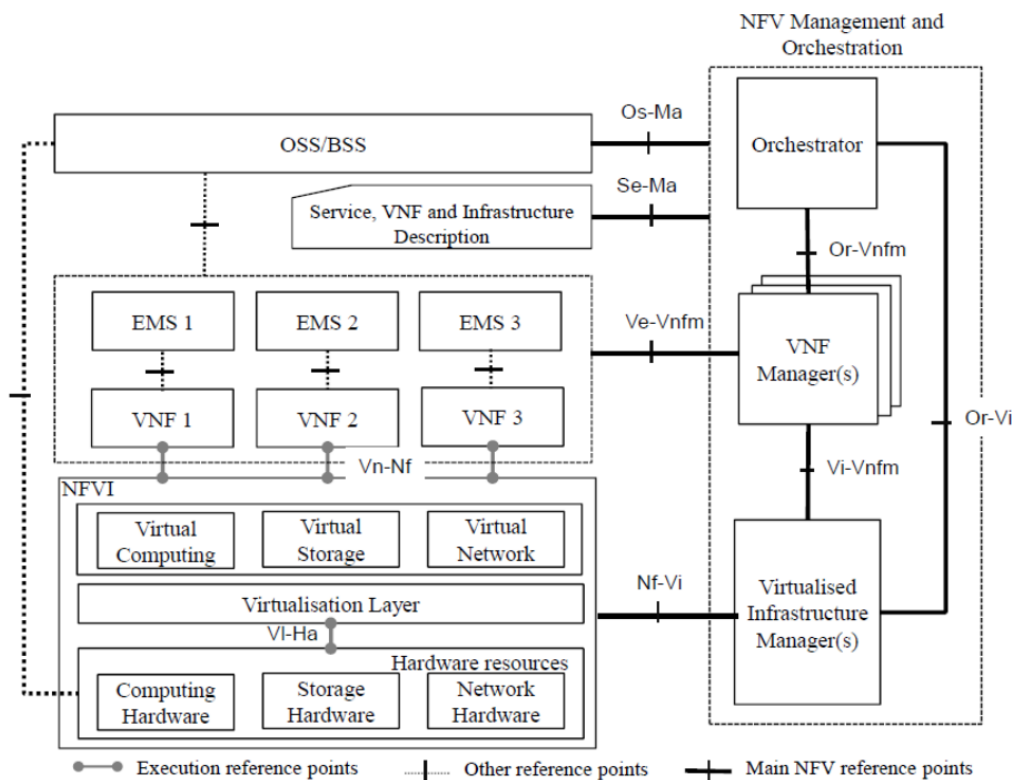 NFV Management and
Orchestration
Os-Ma
OSS/BSS
Orchestrator
Se-Ma
Service, VNF and Infrastructure
Description
Or-Vnfm
EMS 1
EMS 2
EMS 3
Ve-Vnfm
VNF
Manager(s)
VNF 1
VNF 2
VNF 3
Or-Vi
Vn-Nf
Vi-Vnfm
NFVI
Virtual
Computing
Virtual
Storage
Virtual
Network
Nf-Vi
Virtualised
Infrastructure
Manager(s)
Virtualisation Layer
Vl-Ha
Hardware resources
Computing
Hardware
Storage
Hardware
Network
Hardware
Execution reference points
Other reference points
Main NFV reference points